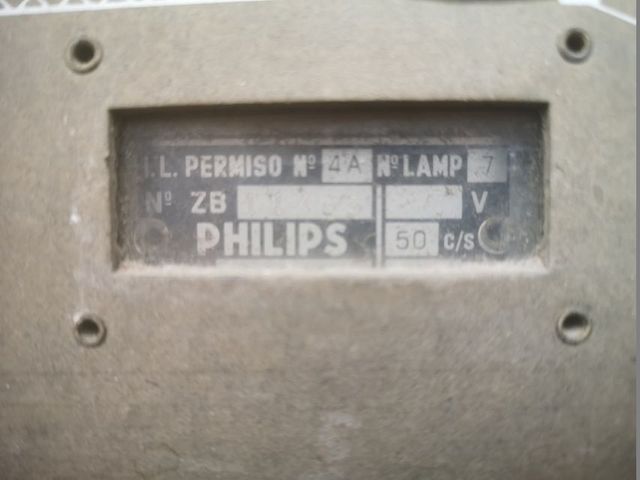 I.L. PERMISO Nº 4A Nº LAMP 7
Nº ZB V
PHILIPS 50 c/s